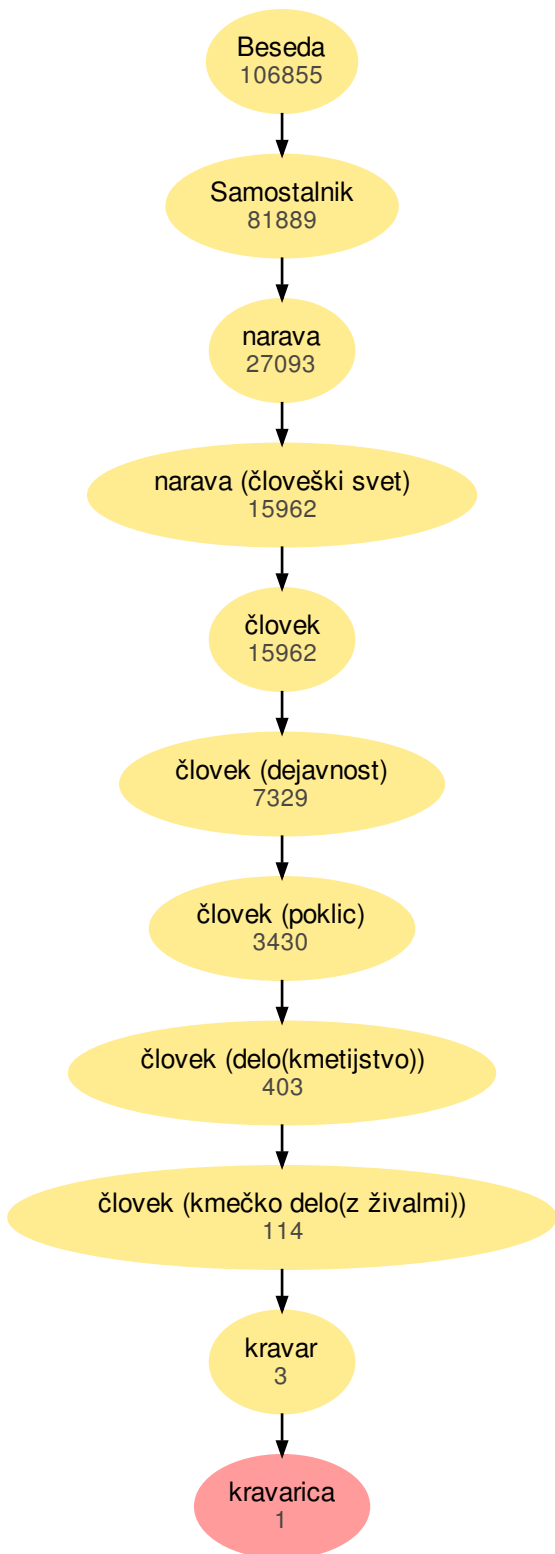 Beseda
106855
Samostalnik
81889
narava
27093
narava (človeški svet)
15962
človek
15962
človek (dejavnost)
7329
človek (poklic)
3430
človek (delo(kmetijstvo))
403
človek (kmečko delo(z živalmi))
114
kravar
3
kravarica
1